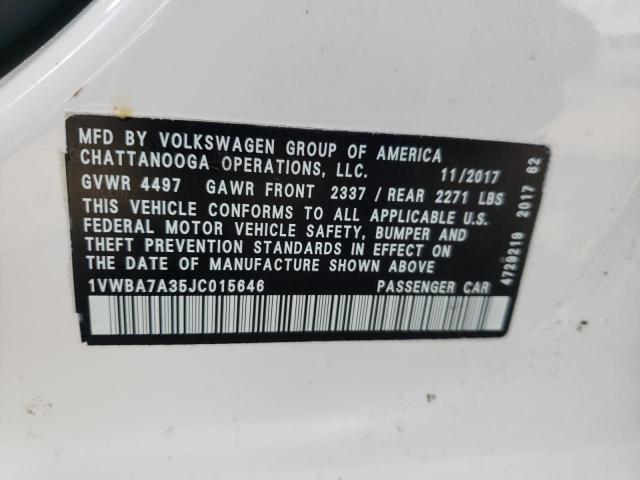 MFD BY VOLKSWAGEN GROUP OF AMERICA
CHATTANOOGA OPERATIONS, LLC. 11/2017
GVWR 4497 GAWR FRONT 2337 / REAR 2271 LBS
THIS VEHICLE CONFORMS TO ALL APPLICABLE U.S.
FEDERAL MOTOR VEHICLE SAFETY, BUMPER AND
THEFT PREVENTION STANDARDS IN EFFECT ON
THE DATE OF MANUFACTURE SHOWN ABOVE
1VWBA7A35JC015646 PASSENGER CAR
4729219 2017 62